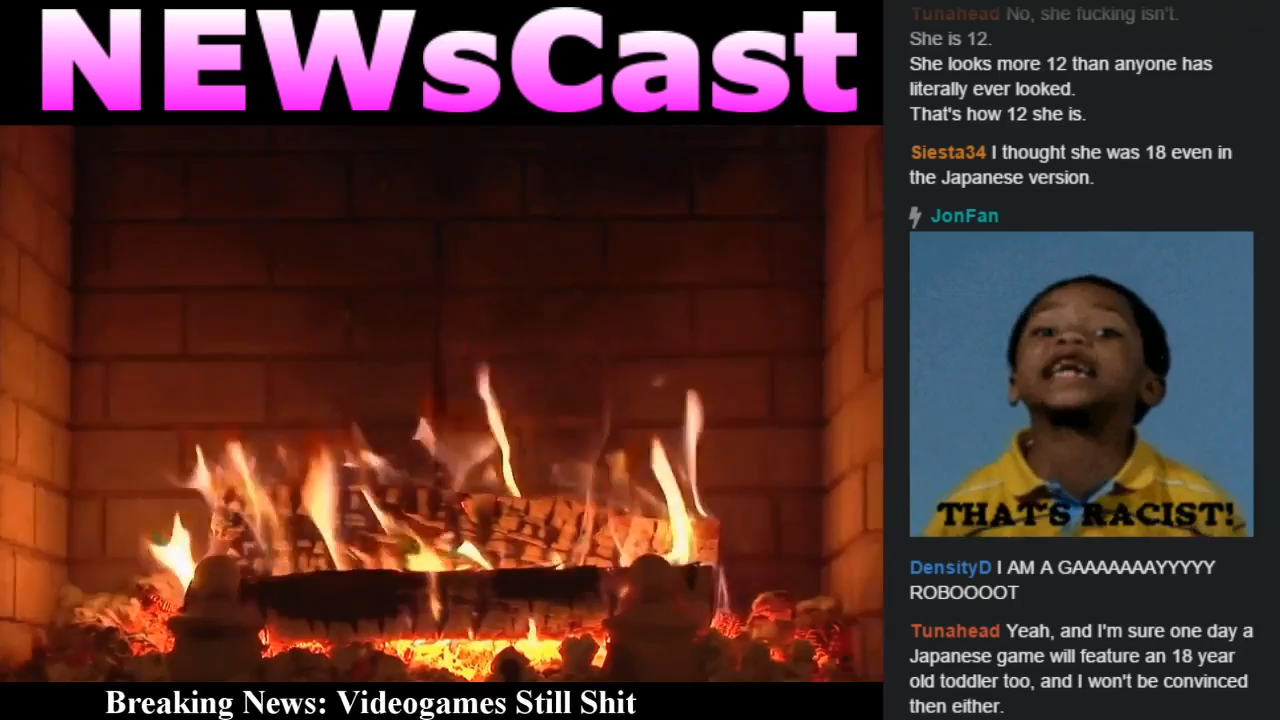 NEWsCast
Breaking News: Videogames Still Shit
Tunahead No, she fucking isn't.
She is 12.
She looks more 12 than anyone has
literally ever looked.
That's how 12 she is.
Siesta34 I thought she was 18 even in
the Japanese version.
JonFan
THAT'S RACIST!
DensityD I AM A GAAAAAAAYYYYY
ROBOOOOT
Tunahead Yeah, and I'm sure one day a
Japanese game will feature an 18 year
old toddler too, and I won't be convinced
then either.